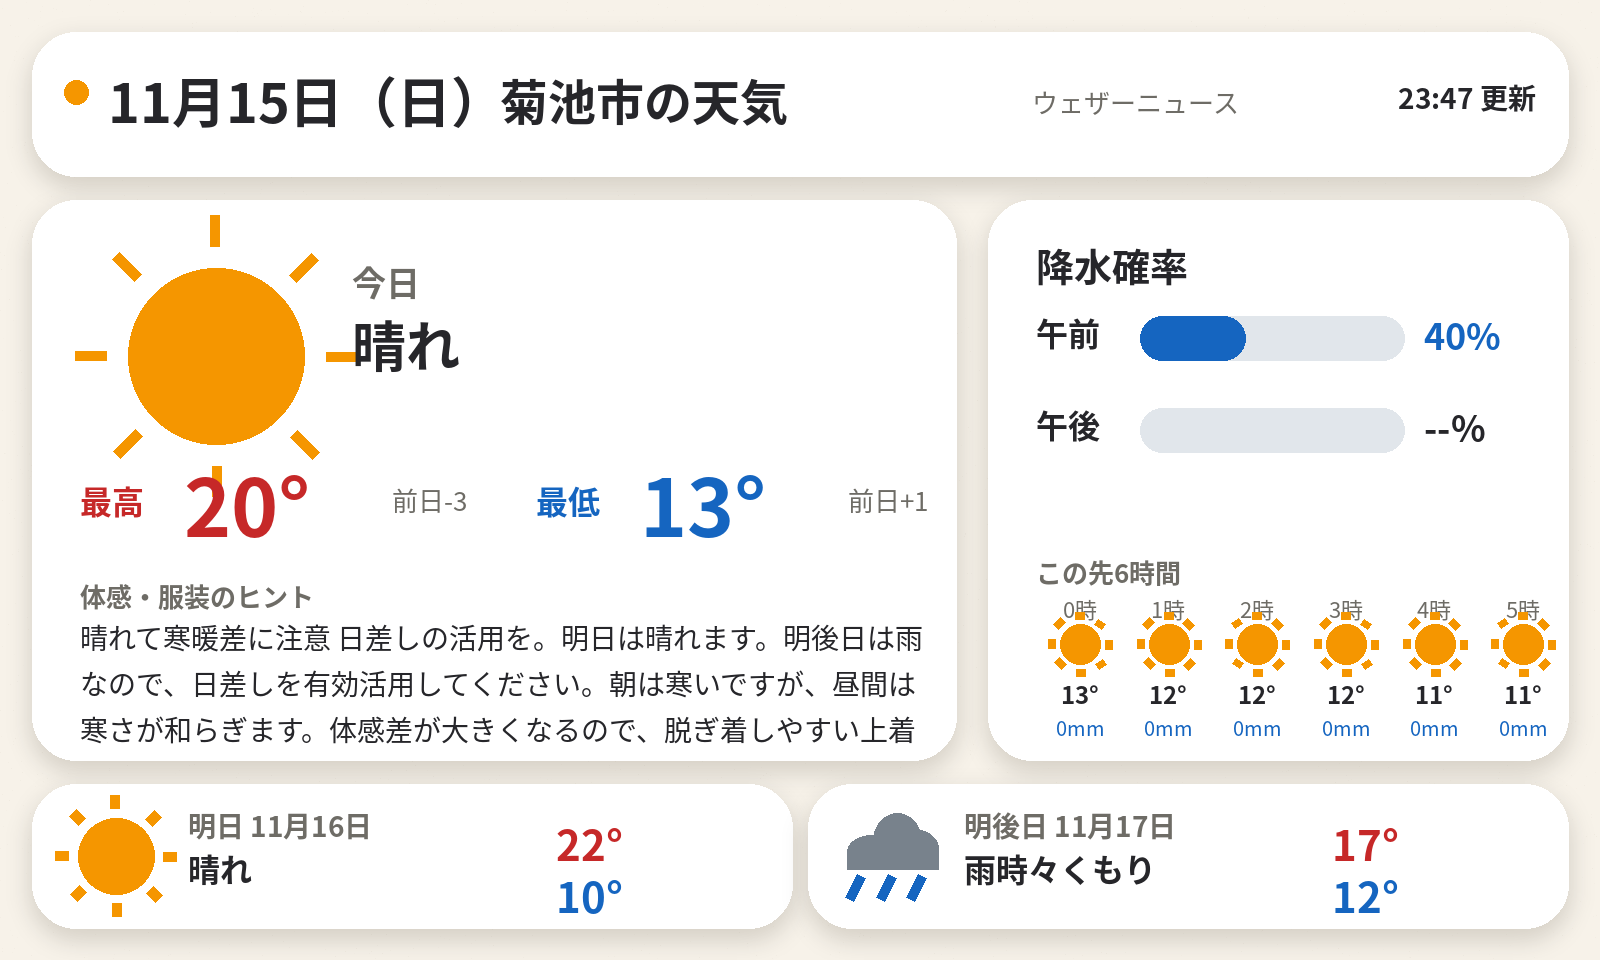 11月15日（日）菊池市の天気
ウェザーニュース
23:47 更新
今日
晴れ
最高 20° 前日-3 最低 13° 前日+1
体感・服装のヒント
晴れて寒暖差に注意 日差しの活用を。明日は晴れます。明後日は雨
なので、日差しを有効活用してください。朝は寒いですが、昼間は
寒さが和らぎます。体感差が大きくなるので、脱ぎ着しやすい上着
降水確率
午前 40%
午後 --%
この先6時間
0時 1時 2時 3時 4時 5時
13° 12° 12° 12° 11° 11°
0mm 0mm 0mm 0mm 0mm 0mm
明日 11月16日
晴れ
22°
10°
明後日 11月17日
雨時々くもり
17°
12°